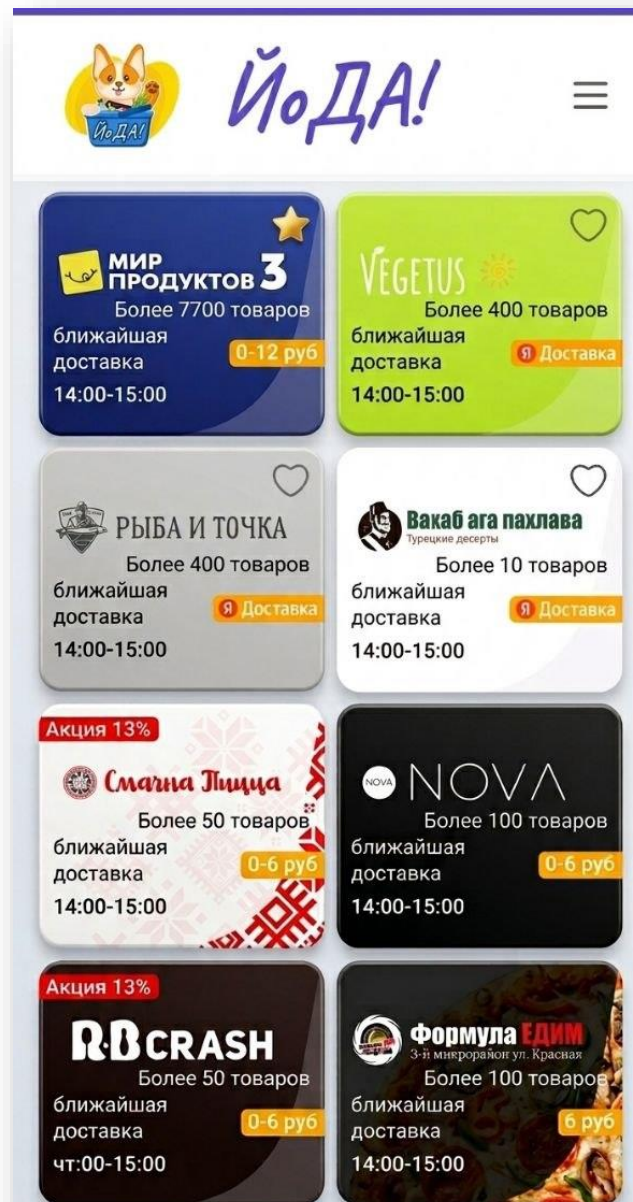 ЙоДА!
ЙоДА!
МИР
ПРОДУКТОВ 3
Более 7700 товаров
ближайшая
доставка
0-12 руб
14:00-15:00
VEGETUS
Более 400 товаров
ближайшая
доставка
Я Доставка
14:00-15:00
РЫБА И ТОЧКА
Более 400 товаров
ближайшая
доставка
Я Доставка
14:00-15:00
Вакаб ага пахлава
Турецкие десерты
Более 10 товаров
ближайшая
доставка
Я Доставка
14:00-15:00
Акция 13%
Смачна Пицца
Более 50 товаров
ближайшая
доставка
0-6 руб
14:00-15:00
NOVA
NOVA
Более 100 товаров
ближайшая
доставка
0-6 руб
14:00-15:00
Акция 13%
R·B CRASH
Более 50 товаров
ближайшая
доставка
0-6 руб
чт:00-15:00
Формула ЕДИМ
3-й микрорайон ул. Красная
Более 100 товаров
ближайшая
доставка
6 руб
14:00-15:00